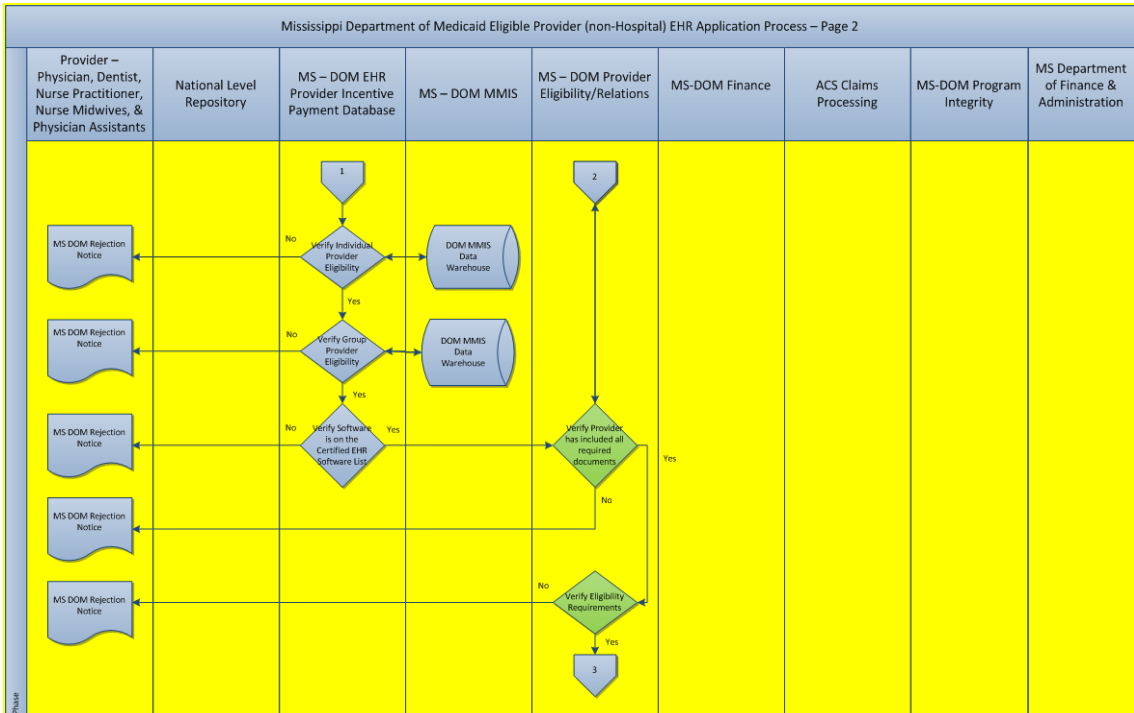 Mississippi Department of Medicaid Eligible Provider (non-Hospital) EHR Application Process – Page 2
Provider –
Physician, Dentist,
Nurse Practitioner,
Nurse Midwives, &
Physician Assistants
National Level
Repository
MS – DOM EHR
Provider Incentive
Payment Database
MS – DOM MMIS
MS – DOM Provider
Eligibility/Relations
MS-DOM Finance
ACS Claims
Processing
MS-DOM Program
Integrity
MS Department
of Finance &
Administration
1
2
MS DOM Rejection
Notice
No
Verify Individual
Provider
Eligibility
DOM MMIS
Data
Warehouse
Yes
MS DOM Rejection
Notice
No
Verify Group
Provider
Eligibility
DOM MMIS
Data
Warehouse
Yes
MS DOM Rejection
Notice
No
Verify Software
is on the
Certified EHR
Software List
Yes
Verify Provider
has included all
required
documents
Yes
No
MS DOM Rejection
Notice
MS DOM Rejection
Notice
No
Verify Eligibility
Requirements
Yes
3
Phase